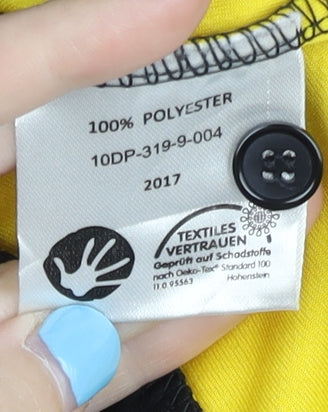 100% POLYESTER
10DP-319-9-004
2017
TEXTILES
VERTRAUEN
Geprüft auf Schadstoffe
nach Oeko-Tex® Standard 100
11.0.95563 Hohenstein